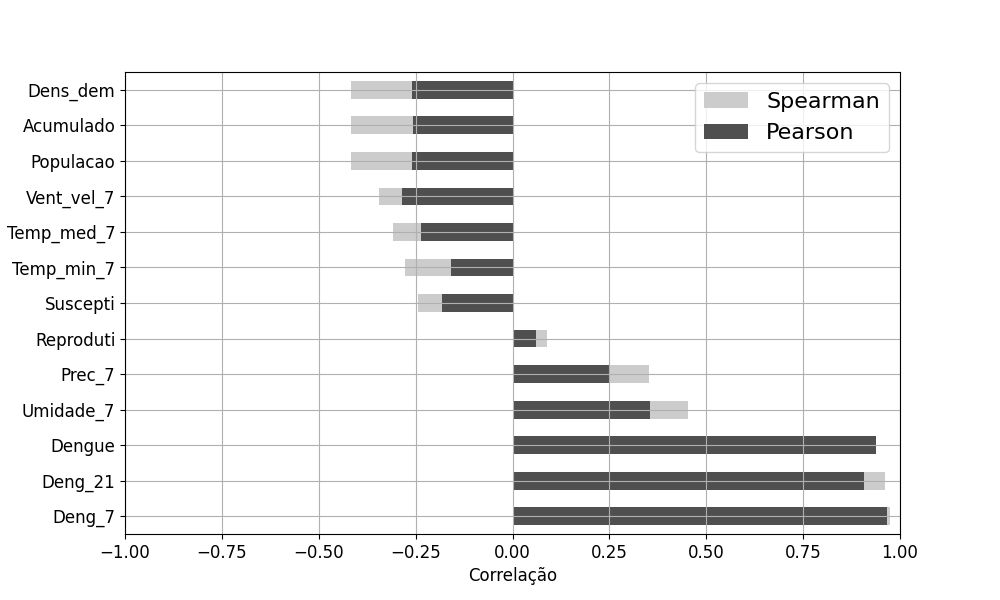 Spearman
Pearson
Dens_dem
Acumulado
Populacao
Vent_vel_7
Temp_med_7
Temp_min_7
Suscepti
Reproduti
Prec_7
Umidade_7
Dengue
Deng_21
Deng_7
−1.00 −0.75 −0.50 −0.25 0.00 0.25 0.50 0.75 1.00
Correlação